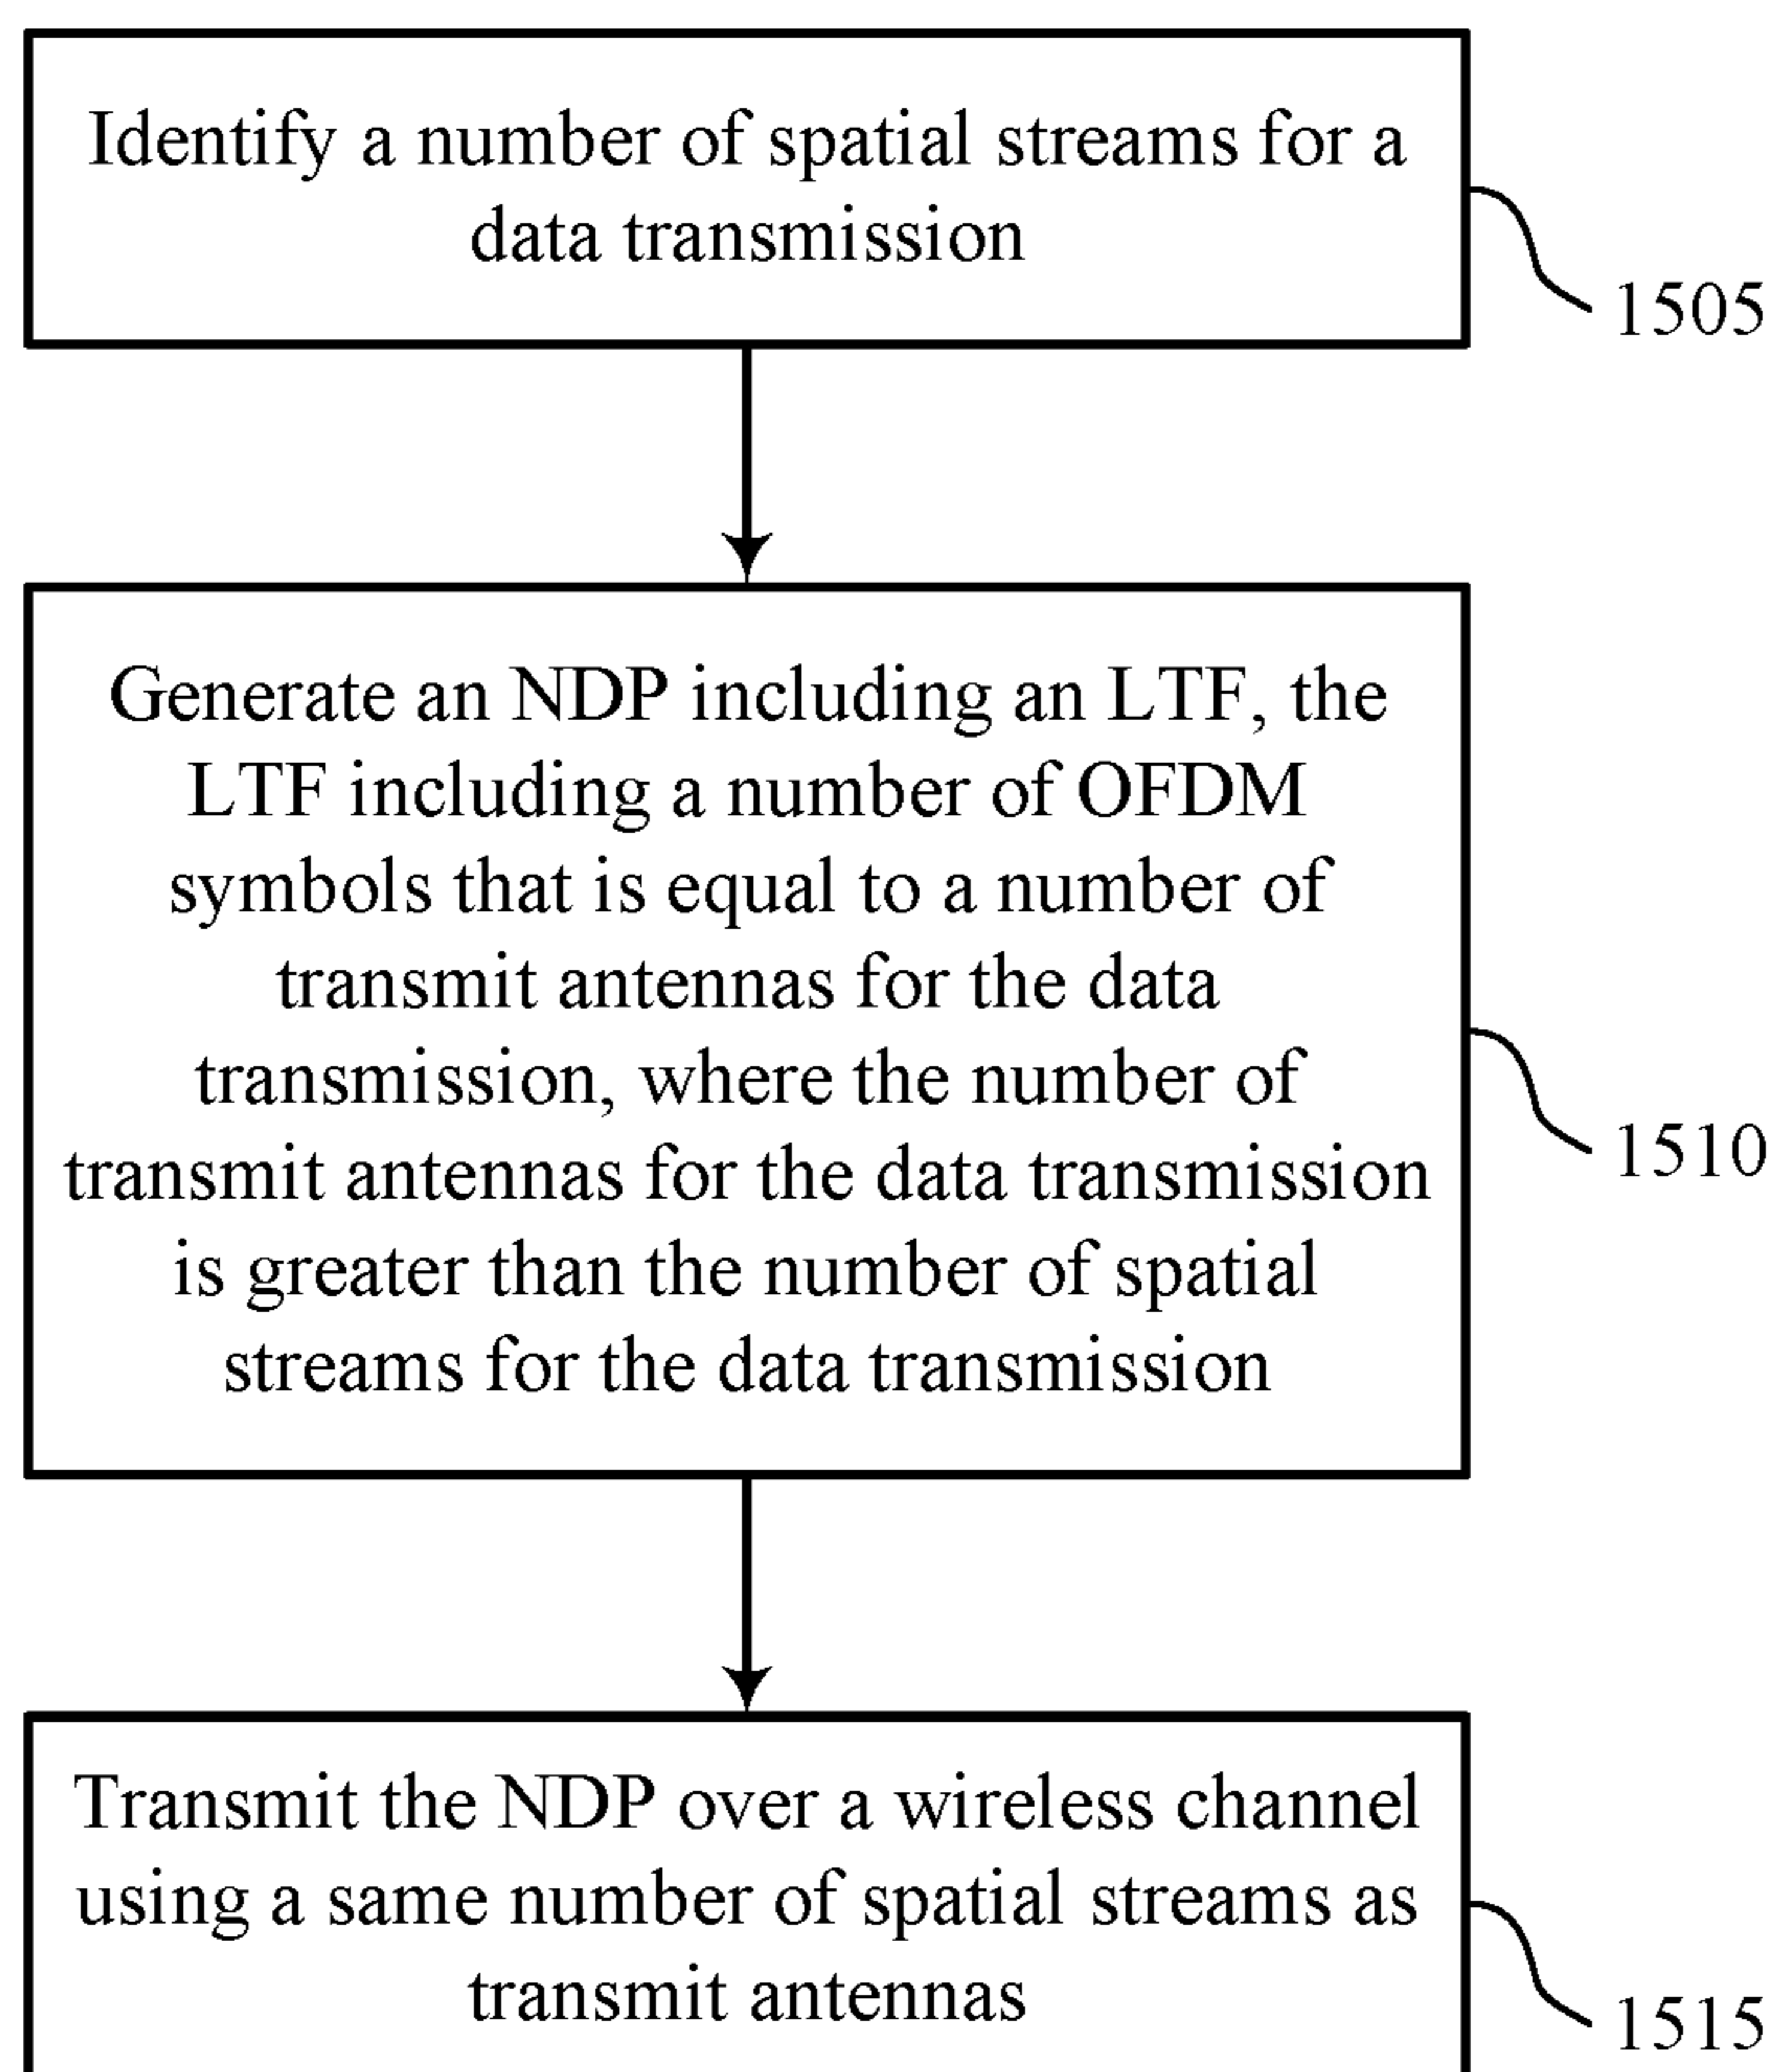 Identify a number of spatial streams for a
data transmission
1505
Generate an NDP including an LTF, the
LTF including a number of OFDM
symbols that is equal to a number of
transmit antennas for the data
transmission, where the number of
transmit antennas for the data transmission
is greater than the number of spatial
streams for the data transmission
1510
Transmit the NDP over a wireless channel
using a same number of spatial streams as
transmit antennas
1515